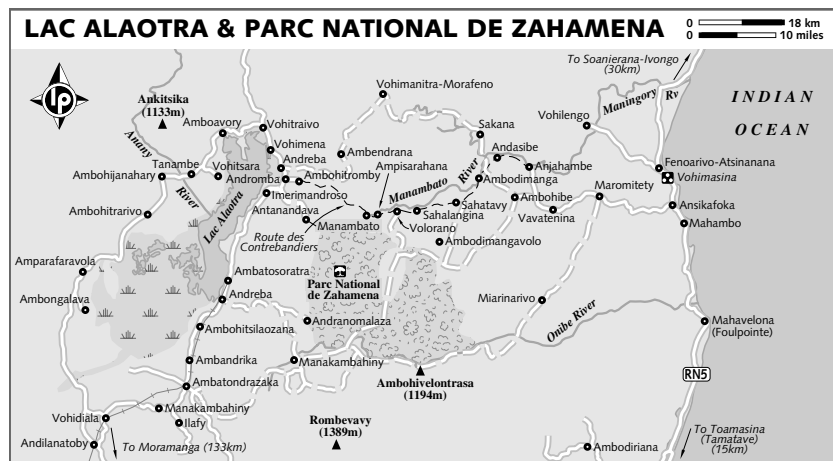 LAC ALAOTRA & PARC NATIONAL DE ZAHAMENA
0 18 km
0 10 miles
To Soanierana-Ivongo
(30km)
lp
Ankitsika
(1133m)
Vohimanitra-Morafeno
Maningory
Rv
INDIAN
OCEAN
Anany
River
Amboavory
Vohitraivo
Sakana
Vohilengo
Vohimena
Andasibe
Ambendrana
Tanambe
Vohitsara
Andreba
Ampisarahana
Anjahambe
Fenoarivo-Atsinanana
Vohimasina
Ambohijanahary
Andromba
Ambohitromby
Manambato
River
Ambodimanga
Maromitety
Imerimandroso
Ambohibe
Ambohitrarivo
Lac Alaotra
Antanandava
Manambato
Sahatavy
Sahalangina
Vavatenina
Ansikafoka
Mahambo
Volorano
Route des
Contrebandiers
Ambodimangavolo
Amparafaravola
Ambatosoratra
Parc National
de Zahamena
Ambongalava
Andreba
Miarinarivo
Onibe River
Andranomalaza
Mahavelona
(Foulpointe)
Ambohitsilaozana
Ambandrika
Manakambahiny
Ambohivelontrasa
(1194m)
RN5
Ambatondrazaka
Vohidiala
Manakambahiny
Ilafy
Rombevavy
(1389m)
Andilanatoby
To Moramanga (133km)
Ambodiriana
To Toamasina
(Tamatave)
(15km)